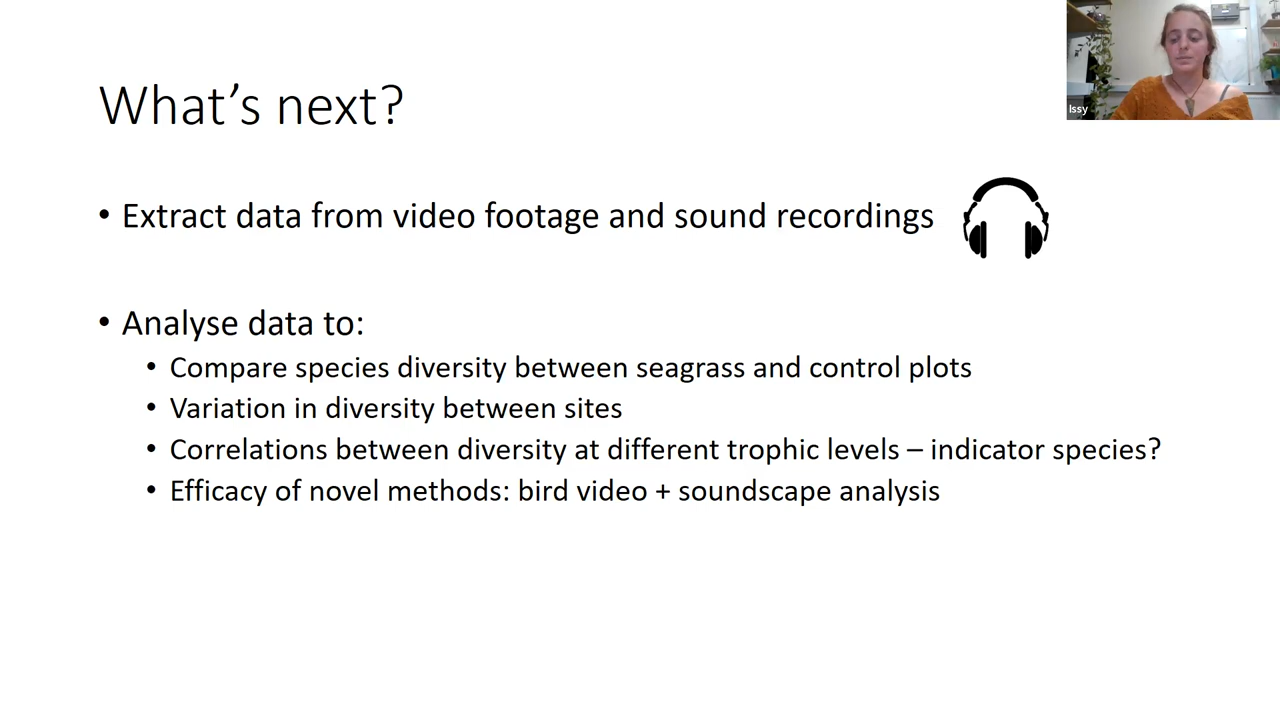 Issy
What's next?
• Extract data from video footage and sound recordings
• Analyse data to:
• Compare species diversity between seagrass and control plots
• Variation in diversity between sites
• Correlations between diversity at different trophic levels – indicator species?
• Efficacy of novel methods: bird video + soundscape analysis